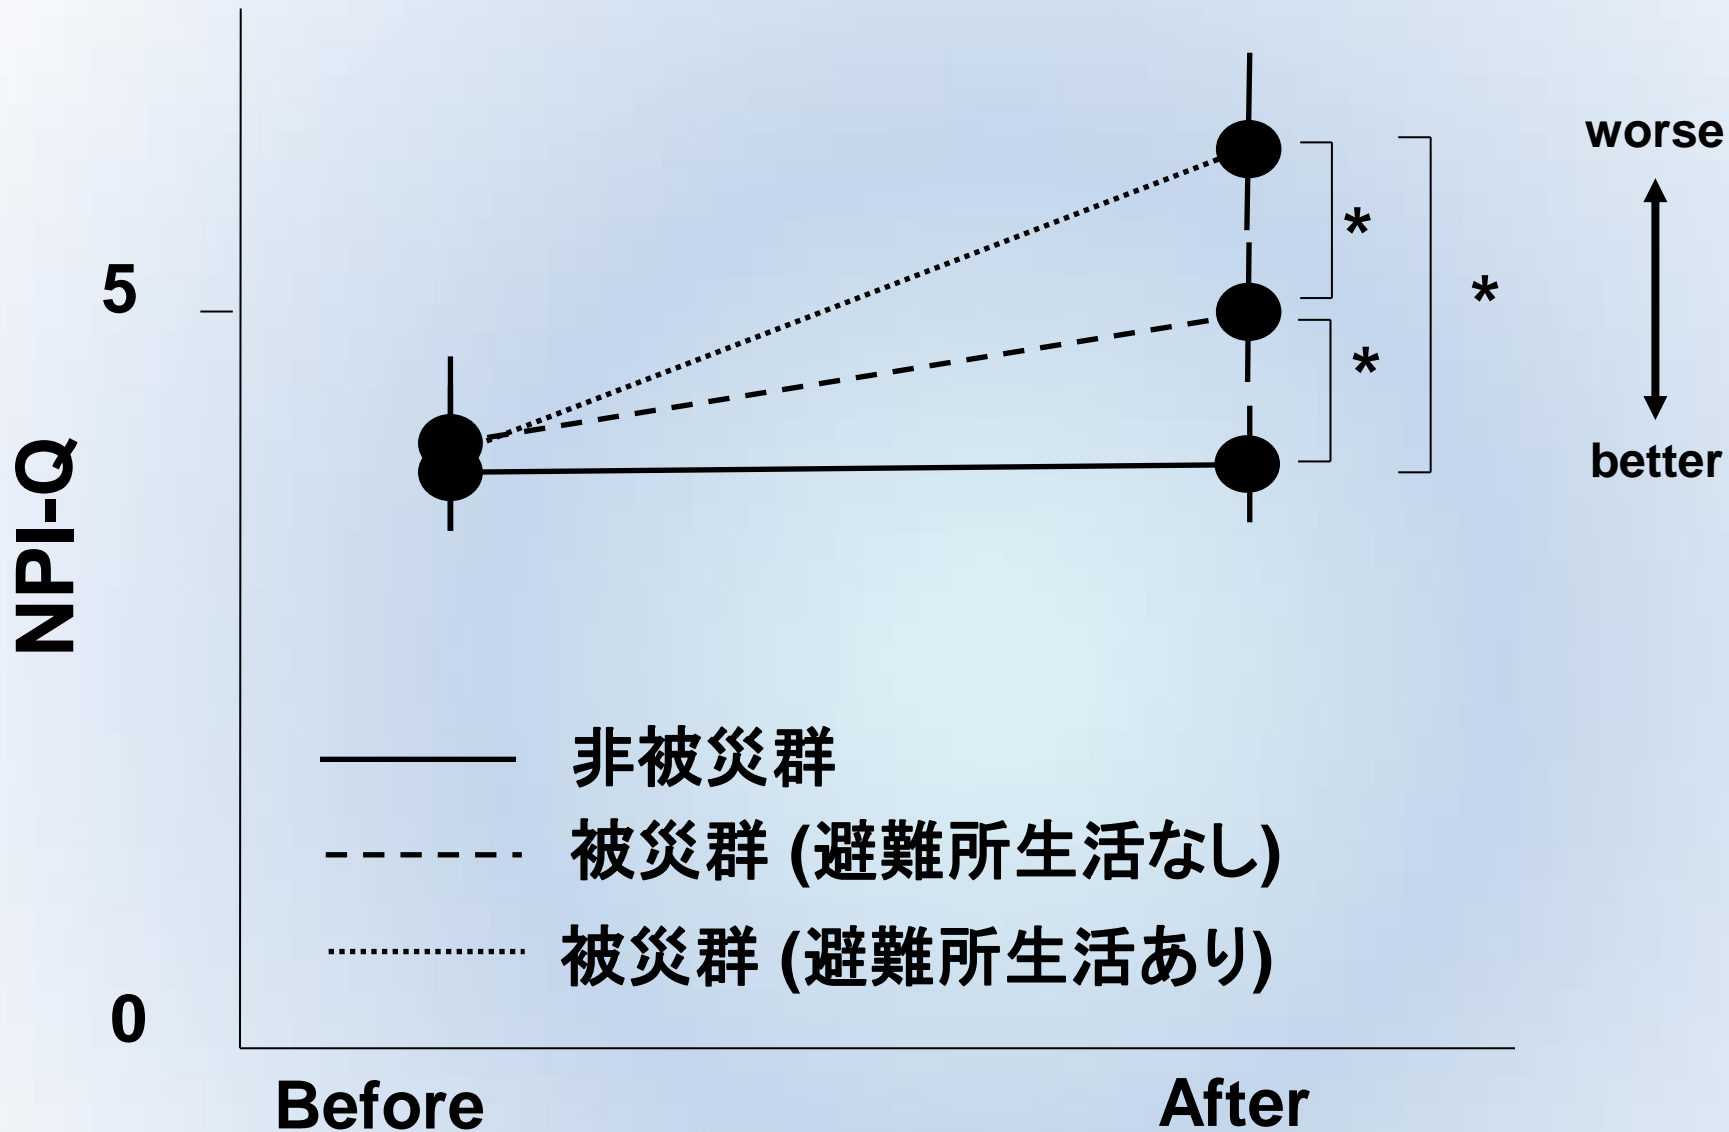 worse
*
5
*
*
better
NPI-Q
非被災群
被災群 (避難所生活なし)
被災群 (避難所生活あり)
0
Before
After